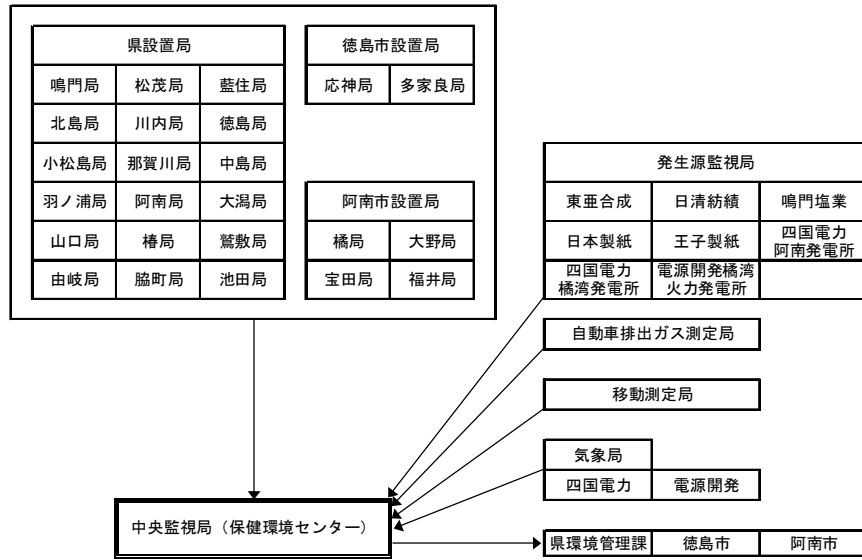 県設置局
鳴門局 松茂局 藍住局
北島局 川内局 徳島局
小松島局 那賀川局 中島局
羽ノ浦局 阿南局 大潟局
山口局 椿局 鷲敷局
由岐局 脇町局 池田局
徳島市設置局
応神局 多家良局
阿南市設置局
橘局 大野局
宝田局 福井局
発生源監視局
東亜合成 日清紡績 鳴門塩業
日本製紙 王子製紙 四国電力
阿南発電所
四国電力 電源開発橘湾
橘湾発電所 火力発電所
自動車排出ガス測定局
移動測定局
気象局
四国電力 電源開発
中央監視局（保健環境センター）
県環境管理課 徳島市 阿南市